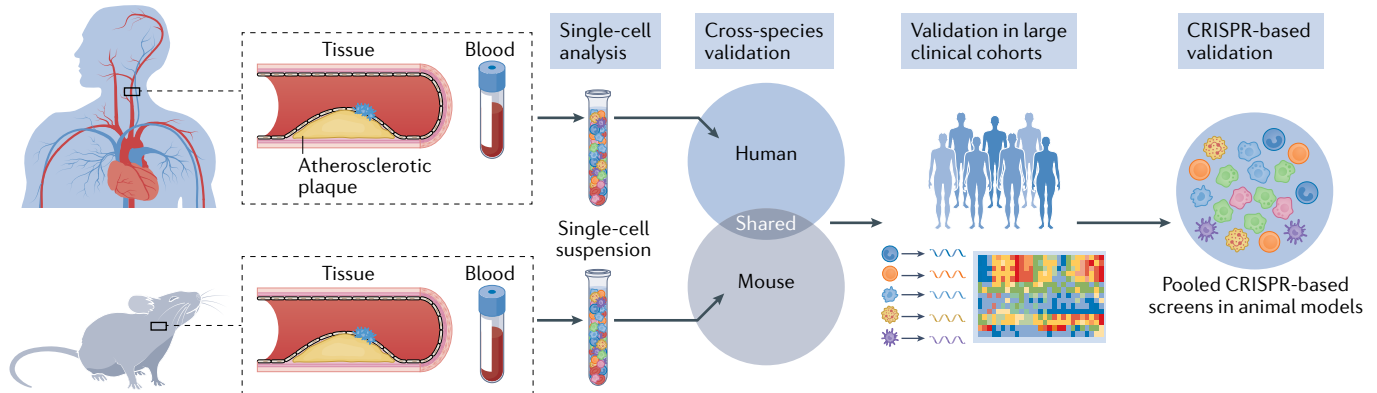 Single-cell
analysis
Cross-species
validation
Validation in large
clinical cohorts
CRISPR-based
validation
Tissue
Blood
Atherosclerotic
plaque
Human
Shared
Mouse
Single-cell
suspension
Tissue
Blood
Pooled CRISPR-based
screens in animal models